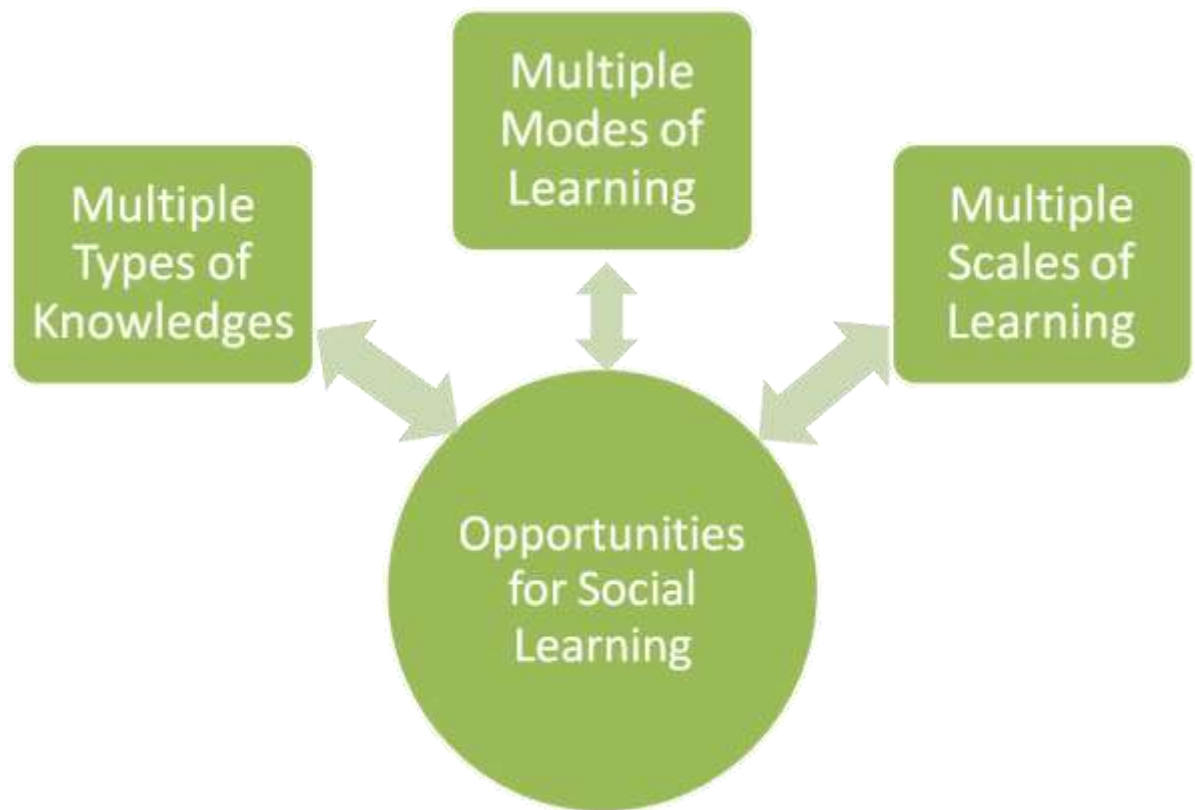 Multiple
Types of
Knowledges
Multiple
Modes of
Learning
Multiple
Scales of
Learning
Opportunities
for Social
Learning